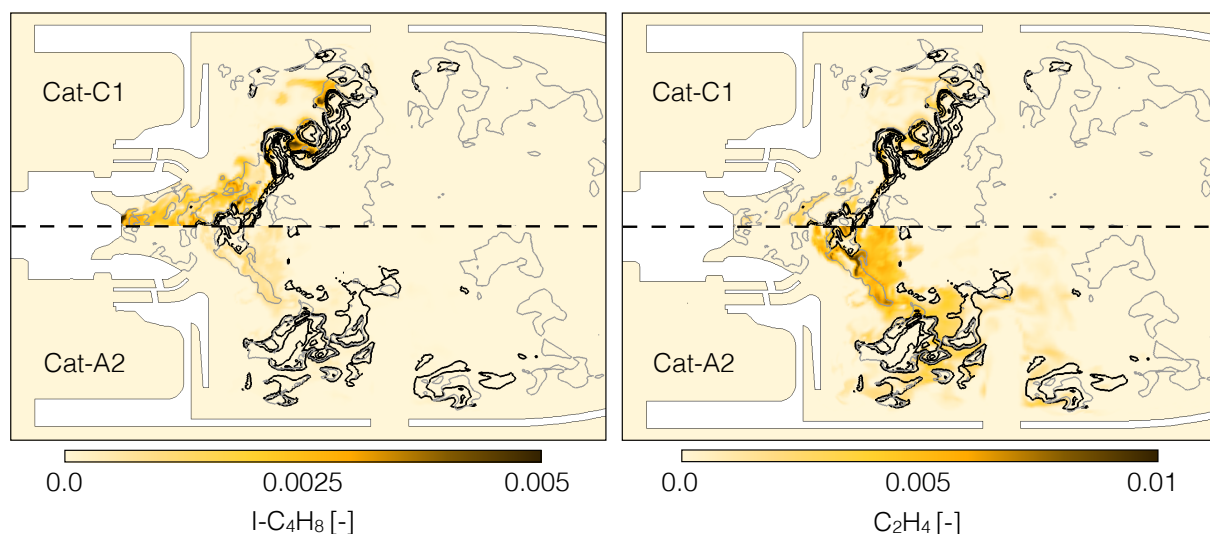 Cat-C1
Cat-A2
0.0 0.0025 0.005
I-C₄H₈ [-]
Cat-C1
Cat-A2
0.0 0.005 0.01
C₂H₄ [-]